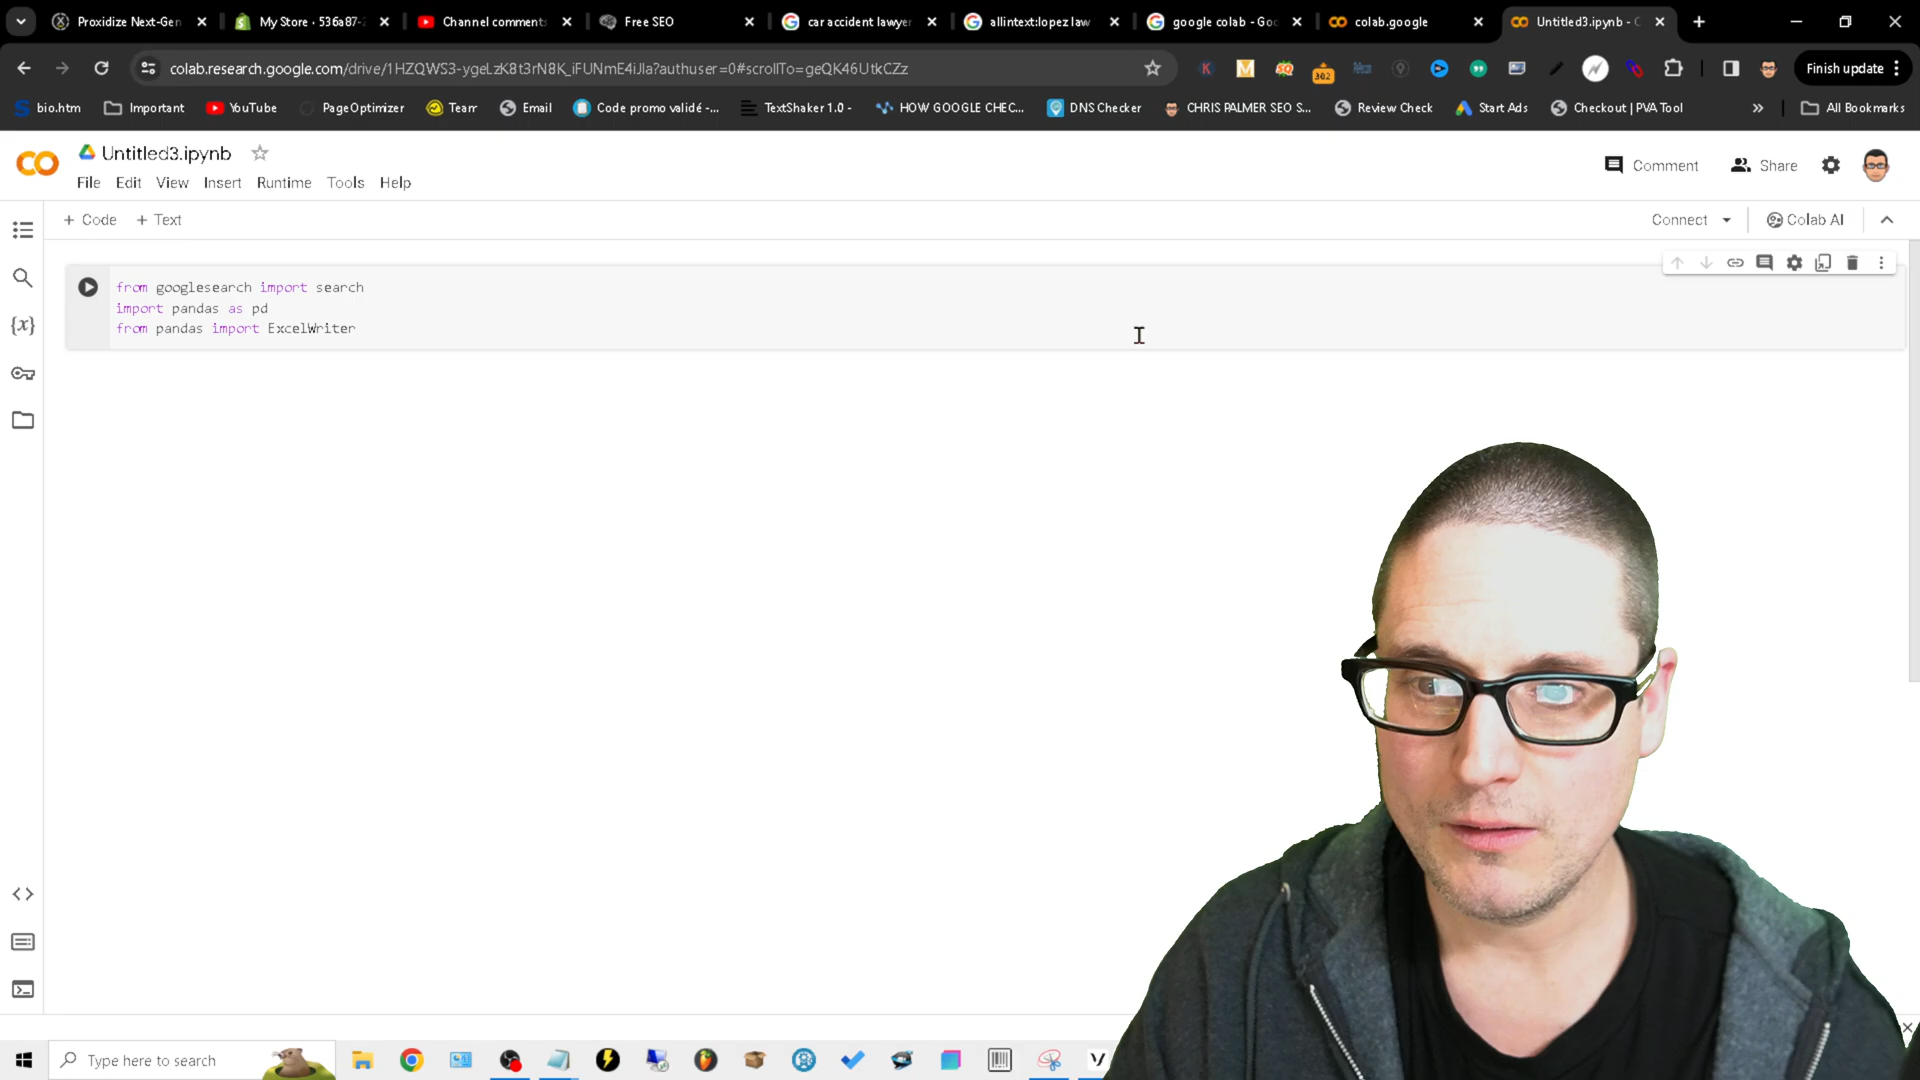 Proxidize Next-Gen
My Store · 536a87-
Channel comments
Free SEO
car accident lawyer
allintext:lopez law
google colab - Goo
colab.google
Untitled3.ipynb - C
colab.research.google.com/drive/1HZQWS3-ygeLzK8t3rN8K_iFUNmE4iJla?authuser=0#scrollTo=geQK46UtkCZz
302
Finish update
bio.htm
Important
YouTube
PageOptimizer
Team
Email
Code promo validé -...
TextShaker 1.0 -
HOW GOOGLE CHEC...
DNS Checker
CHRIS PALMER SEO S...
Review Check
Start Ads
Checkout | PVA Tool
»
All Bookmarks
Untitled3.ipynb
File Edit View Insert Runtime Tools Help
Comment
Share
+ Code + Text
Connect
Colab AI
from googlesearch import search
import pandas as pd
from pandas import ExcelWriter
Type here to search